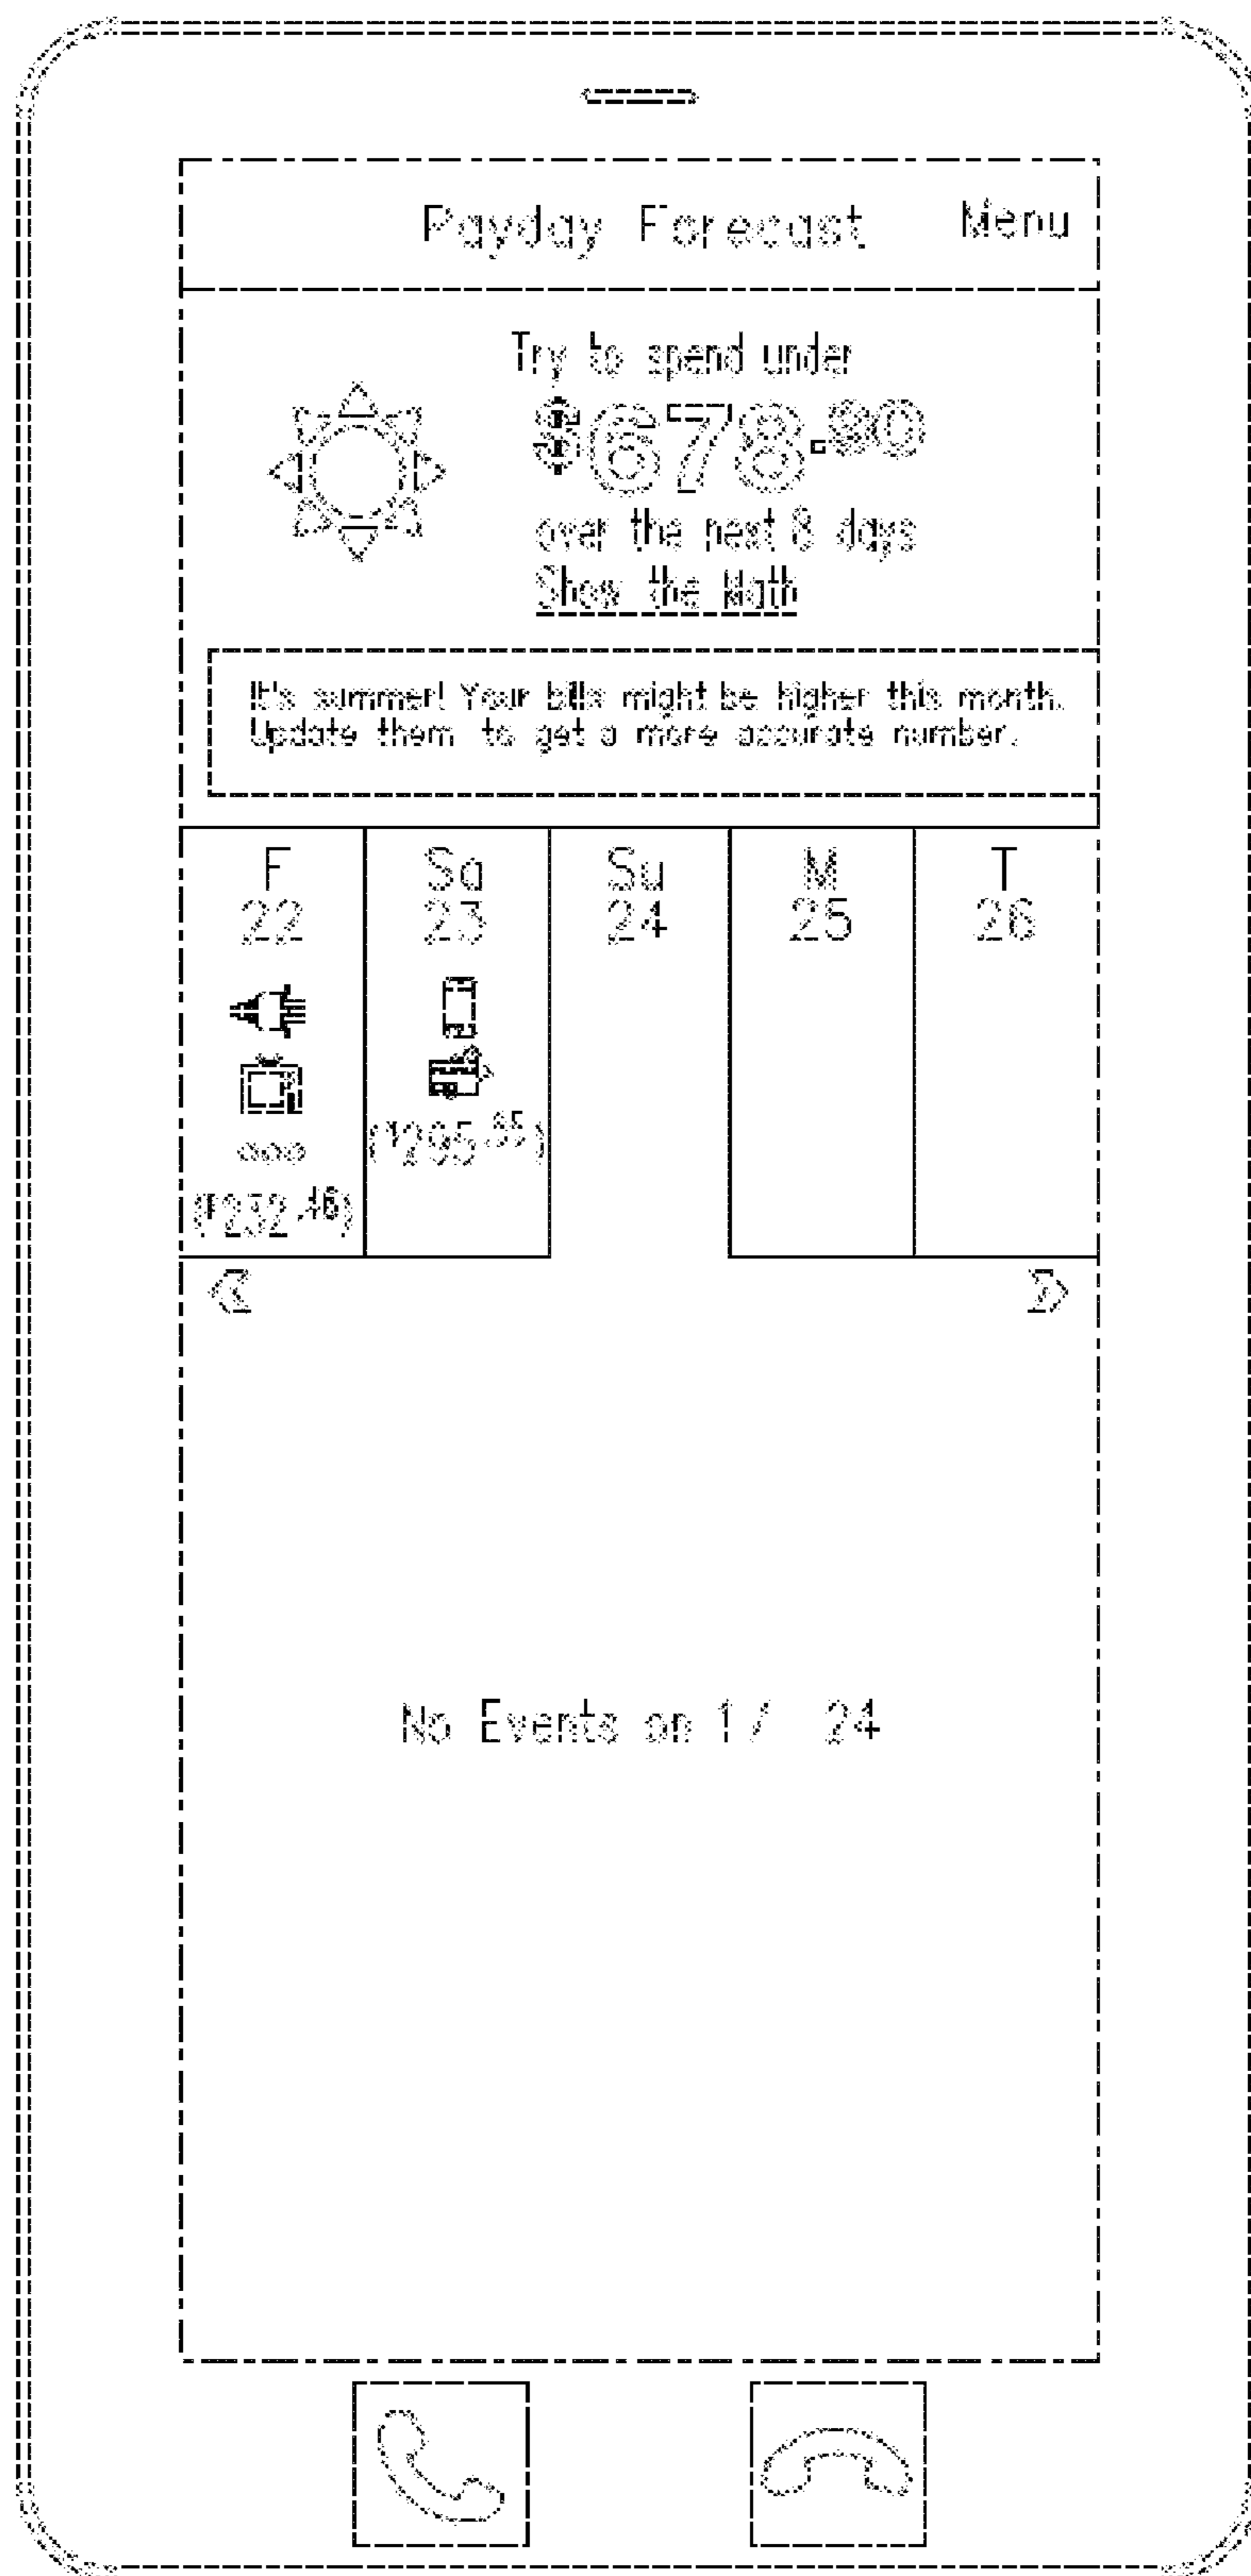 Payday Forecast Menu
Try to spend under
$678.90
over the next 8 days
Show the Math
It's summer! Your bills might be higher this month.
Update them to get a more accurate number.
F Sa Su M T
22 23 24 25 26
($295.55)
($232.46)
No Events on 1/ 24